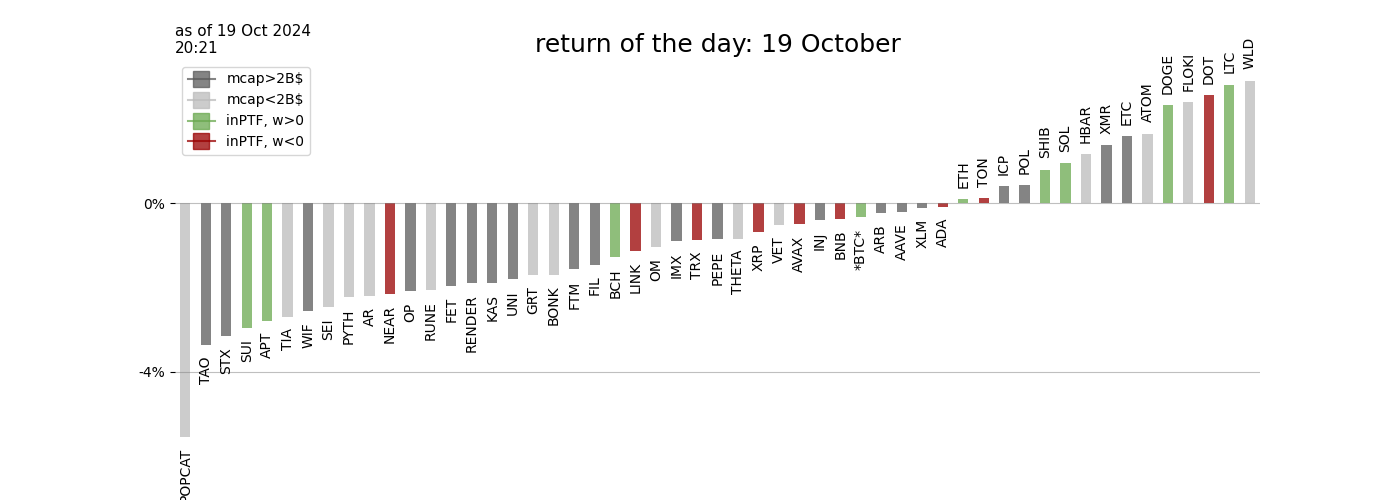 as of 19 Oct 2024
20:21
return of the day: 19 October
mcap>2B$
mcap<2B$
inPTF, w>0
inPTF, w<0
0%
-4%
POPCAT
TAO
STX
SUI
APT
TIA
WIF
SEI
PYTH
AR
NEAR
OP
RUNE
FET
RENDER
KAS
UNI
GRT
BONK
FTM
FIL
BCH
LINK
OM
IMX
TRX
PEPE
THETA
XRP
VET
AVAX
INJ
BNB
*BTC*
ARB
AAVE
XLM
ADA
ETH
TON
ICP
POL
SHIB
SOL
HBAR
XMR
ETC
ATOM
DOGE
FLOKI
DOT
LTC
WLD